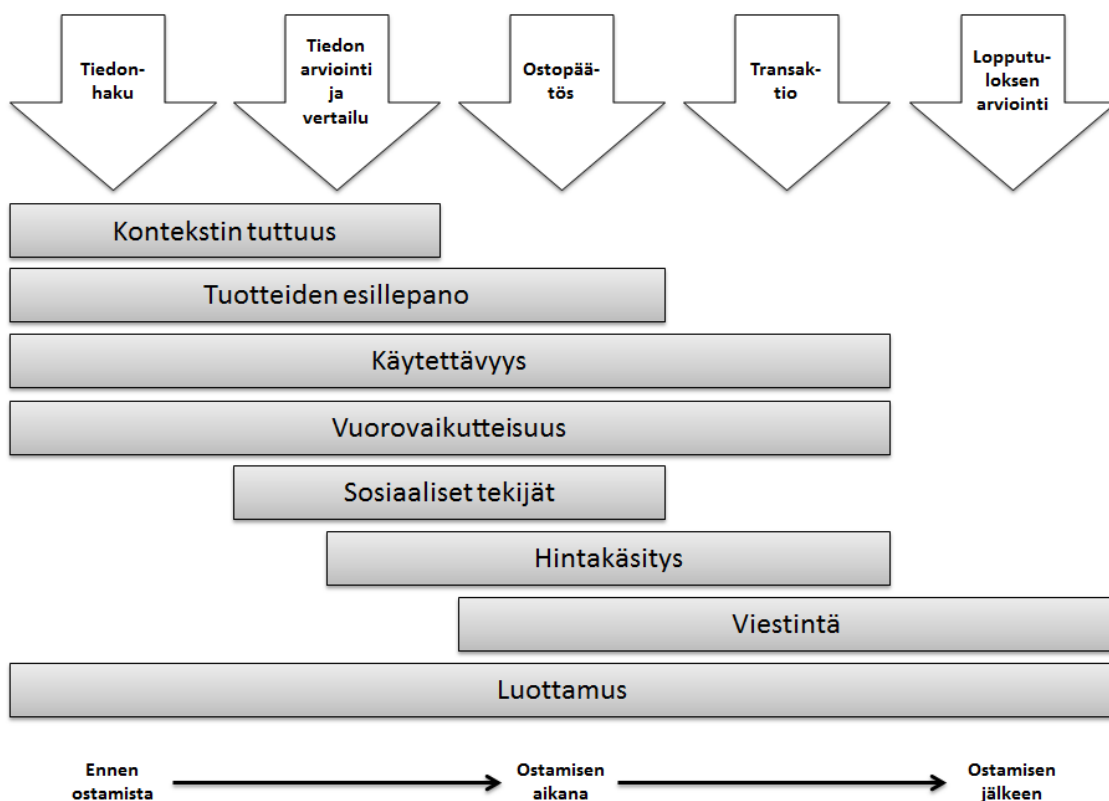 Tiedon-
haku
Tiedon
arviointi
ja
vertailu
Ostopää-
tös
Transak-
tio
Lopputu-
loksen
arviointi
Kontekstin tuttuus
Tuotteiden esillepano
Käytettävyys
Vuorovaikutteisuus
Sosiaaliset tekijät
Hintakäsitys
Viestintä
Luottamus
Ennen
ostamista
Ostamisen
aikana
Ostamisen
jälkeen